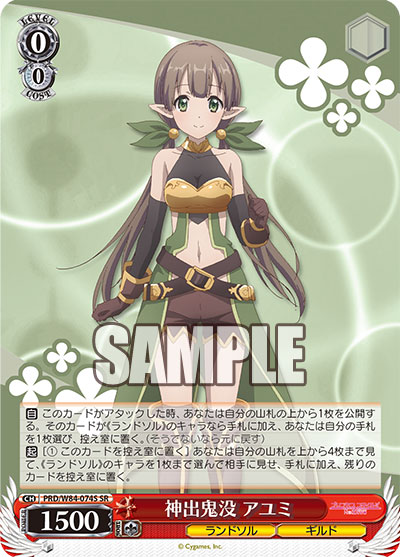 LEVEL
0
0
COST
SAMPLE
【自】 このカードがアタックした時、あなたは自分の山札の上から1枚を公開する。そのカードが《ランドソル》のキャラなら手札に加え、あなたは自分の手札を1枚選び、控え室に置く。(そうでないなら元に戻す)
【起】[① このカードを控え室に置く] あなたは自分の山札を上から4枚まで見て、《ランドソル》のキャラを1枚まで選んで相手に見せ、手札に加え、残りのカードを控え室に置く。
CH PRD/W84-074S SR
POWER
1500
神出鬼没 アユミ
ランドソル
ギルド
© Cygames, Inc.